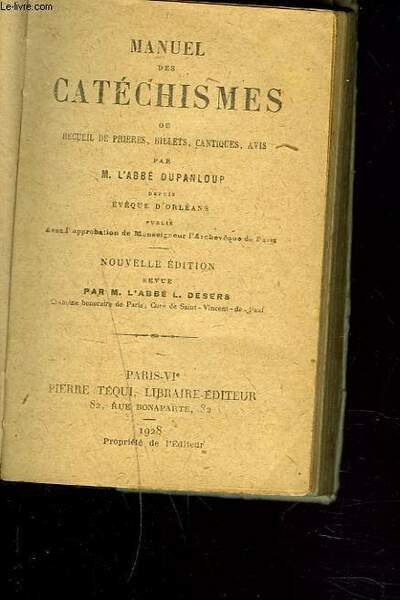 © Le-livre.com
MANUEL
DES
CATÉCHISMES
OU
RECUEIL DE PRIÈRES, BILLETS, CANTIQUES, AVIS
PAR
M. L'ABBÉ DUPANLOUP
DEPUIS
ÉVÊQUE D'ORLÉANS
PUBLIÉ
avec l'approbation de Monseigneur l'Archevêque de Paris
NOUVELLE ÉDITION
REVUE
PAR M. L'ABBÉ L. DESERS
Chanoine honoraire de Paris, Curé de Saint-Vincent-de-Paul
PARIS-VIe
PIERRE TÉQUI, LIBRAIRE-ÉDITEUR
82, RUE BONAPARTE, 82
1928
Propriété de l'Éditeur